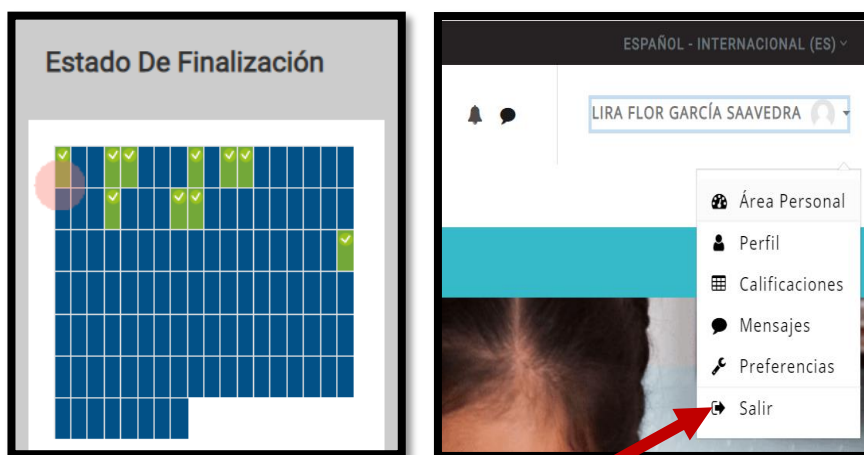 Estado De Finalización
ESPAÑOL - INTERNACIONAL (ES)
LIRA FLOR GARCÍA SAAVEDRA
Área Personal
Perfil
Calificaciones
Mensajes
Preferencias
Salir